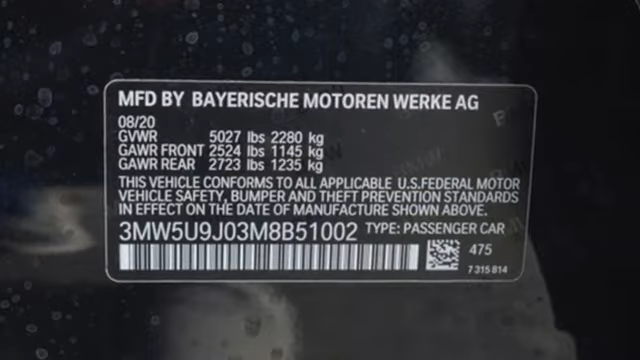 MFD BY BAYERISCHE MOTOREN WERKE AG
08/20
GVWR 5027 lbs 2280 kg
GAWR FRONT 2524 lbs 1145 kg
GAWR REAR 2723 lbs 1235 kg
THIS VEHICLE CONFORMS TO ALL APPLICABLE U.S.FEDERAL MOTOR
VEHICLE SAFETY, BUMPER AND THEFT PREVENTION STANDARDS
IN EFFECT ON THE DATE OF MANUFACTURE SHOWN ABOVE.
3MW5U9J03M8B51002 TYPE: PASSENGER CAR
475
7 315 814